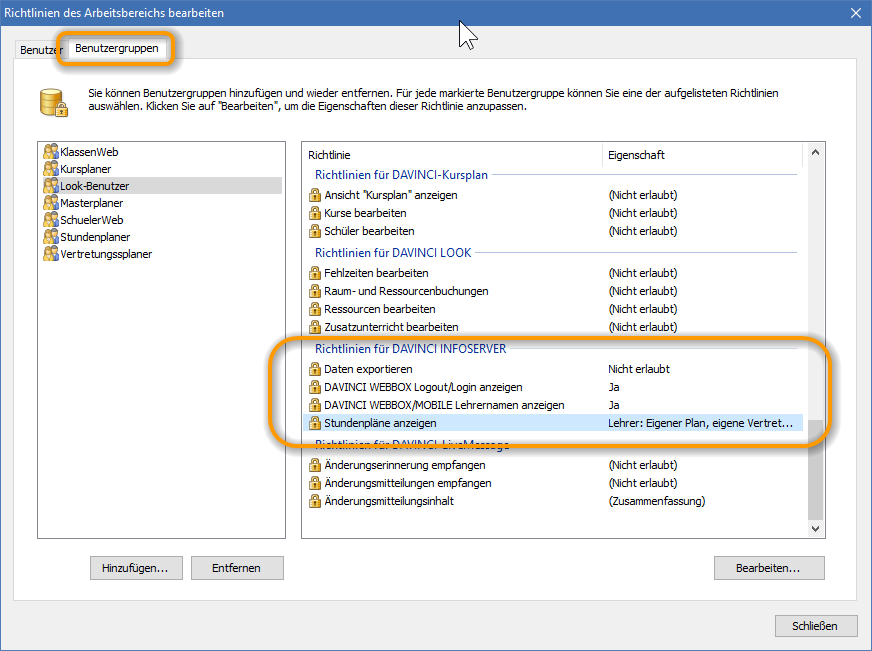 Richtlinien des Arbeitsbereichs bearbeiten
Benutzer Benutzergruppen
Sie können Benutzergruppen hinzufügen und wieder entfernen. Für jede markierte Benutzergruppe können Sie eine der aufgelisteten Richtlinien
auswählen. Klicken Sie auf "Bearbeiten", um die Eigenschaften dieser Richtlinie anzupassen.
KlassenWeb
Kursplaner
Look-Benutzer
Masterplaner
SchuelerWeb
Stundenplaner
Vertretungssplaner
Richtlinie Eigenschaft
Richtlinien für DAVINCI-Kursplan
Ansicht "Kursplan" anzeigen (Nicht erlaubt)
Kurse bearbeiten (Nicht erlaubt)
Schüler bearbeiten (Nicht erlaubt)
Richtlinien für DAVINCI LOOK
Fehlzeiten bearbeiten (Nicht erlaubt)
Raum- und Ressourcenbuchungen (Nicht erlaubt)
Ressourcen bearbeiten (Nicht erlaubt)
Zusatzunterricht bearbeiten (Nicht erlaubt)
Richtlinien für DAVINCI INFOSERVER
Daten exportieren Nicht erlaubt
DAVINCI WEBBOX Logout/Login anzeigen Ja
DAVINCI WEBBOX/MOBILE Lehrernamen anzeigen Ja
Stundenpläne anzeigen Lehrer: Eigener Plan, eigene Vertret...
Richtlinien für DAVINCI-LiveMessage
Änderungserinnerung empfangen (Nicht erlaubt)
Änderungsmitteilungen empfangen (Nicht erlaubt)
Änderungsmitteilungsinhalt (Zusammenfassung)
Hinzufügen... Entfernen Bearbeiten...
Schließen